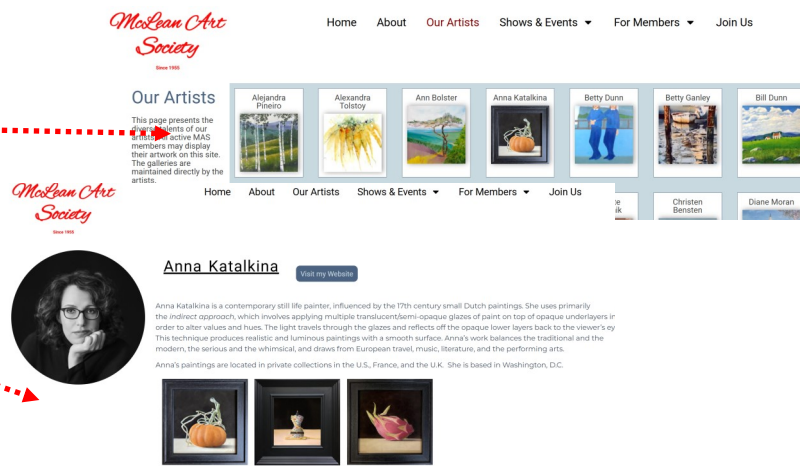 McLean Art
Society
Since 1955
Home About Our Artists Shows & Events For Members Join Us
Our Artists
This page presents the
diverse talents of our
active MAS
members may display
their artwork on this site.
The galleries are
maintained directly by the
artists.
Alejandra
Pineiro
Alexandra
Tolstoy
Ann Bolster
Anna Katalkina
Betty Dunn
Betty Ganley
Bill Dunn
Christen
Bensten
Diane Moran
McLean Art
Society
Since 1955
Home About Our Artists Shows & Events For Members Join Us
Anna Katalkina
Visit my Website
Anna Katalkina is a contemporary still life painter, influenced by the 17th century small Dutch paintings. She uses primarily
the indirect approach, which involves applying multiple translucent/semi-opaque glazes of paint on top of opaque underlayers in
order to alter values and hues. The light travels through the glazes and reflects off the opaque lower layers back to the viewer's ey
This technique produces realistic and luminous paintings with a smooth surface. Anna's work balances the traditional and the
modern, the serious and the whimsical, and draws from European travel, music, literature, and the performing arts.
Anna's paintings are located in private collections in the U.S., France, and the U.K. She is based in Washington, D.C.